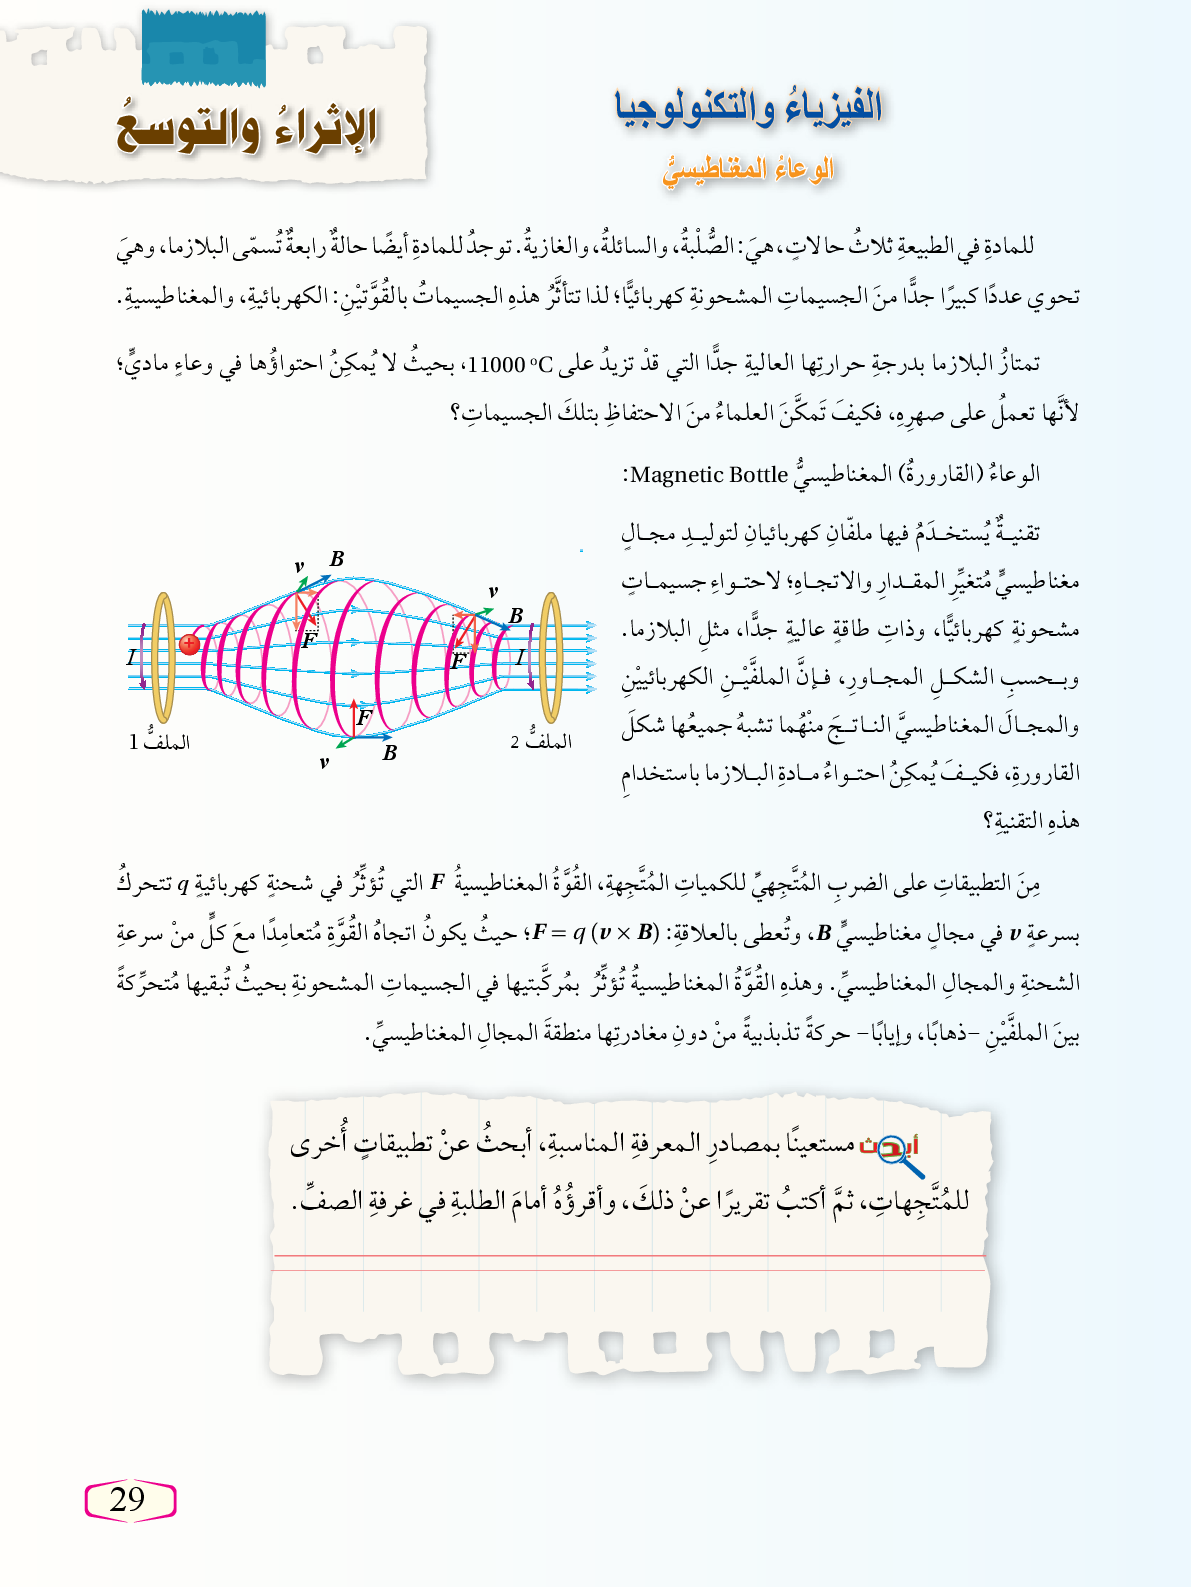 الإثراءُ والتوسعُ
الفيزياءُ والتكنولوجيا
الوعاءُ المغناطيسيُّ
للمادةِ في الطبيعةِ ثلاثُ حالاتٍ، هيَ: الصُّلْبةُ، والسائلةُ، والغازيةُ. توجدُ للمادةِ أيضًا حالةٌ رابعةٌ تُسمّى البلازما، وهيَ
تحوي عددًا كبيرًا جدًّا منَ الجسيماتِ المشحونةِ كهربائيًّا؛ لذا تتأثَّرُ هذهِ الجسيماتُ بالقُوَّتيْنِ: الكهربائيةِ، والمغناطيسيةِ.
تمتازُ البلازما بدرجةِ حرارتِها العاليةِ جدًّا التي قدْ تزيدُ على 11000 °C، بحيثُ لا يُمكِنُ احتواؤُها في وعاءٍ ماديٍّ؛
لأنَّها تعملُ على صهرِهِ، فكيفَ تَمكَّنَ العلماءُ منَ الاحتفاظِ بتلكَ الجسيماتِ؟
الوعاءُ (القارورةُ) المغناطيسيُّ Magnetic Bottle:
تقنيةٌ يُستخدَمُ فيها ملفّانِ كهربائيانِ لتوليدِ مجالٍ
مغناطيسيٍّ مُتغيِّرِ المقدارِ والاتجاهِ؛ لاحتواءِ جسيماتٍ
مشحونةٍ كهربائيًّا، وذاتِ طاقةٍ عاليةٍ جدًّا، مثلِ البلازما.
وبحسبِ الشكلِ المجاورِ، فإنَّ الملفَّيْنِ الكهربائييْنِ
والمجالَ المغناطيسيَّ الناتجَ منْهُما تشبهُ جميعُها شكلَ
القارورةِ، فكيفَ يُمكِنُ احتواءُ مادةِ البلازما باستخدامِ
هذهِ التقنيةِ؟
v B
v
B
+
F
F
I
I
F
B
v
الملفُّ 1
الملفُّ 2
مِنَ التطبيقاتِ على الضربِ المُتَّجِهيِّ للكمياتِ المُتَّجِهةِ، القُوَّةُ المغناطيسيةُ F التي تُؤثِّرُ في شحنةٍ كهربائيةٍ q تتحركُ
بسرعةٍ v في مجالٍ مغناطيسيٍّ B، وتُعطى بالعلاقةِ: F = q (v × B)؛ حيثُ يكونُ اتجاهُ القُوَّةِ مُتعامِدًا معَ كلٍّ منْ سرعةِ
الشحنةِ والمجالِ المغناطيسيِّ. وهذهِ القُوَّةُ المغناطيسيةُ تُؤثِّرُ بمُركَّبتيها في الجسيماتِ المشحونةِ بحيثُ تُبقيها مُتحرِّكةً
بينَ الملفَّيْنِ –ذهابًا، وإيابًا– حركةً تذبذبيةً منْ دونِ مغادرتِها منطقةَ المجالِ المغناطيسيِّ.
أبحث مستعينًا بمصادرِ المعرفةِ المناسبةِ، أبحثُ عنْ تطبيقاتٍ أُخرى
للمُتَّجِهاتِ، ثمَّ أكتبُ تقريرًا عنْ ذلكَ، وأقرؤُهُ أمامَ الطلبةِ في غرفةِ الصفِّ.
29